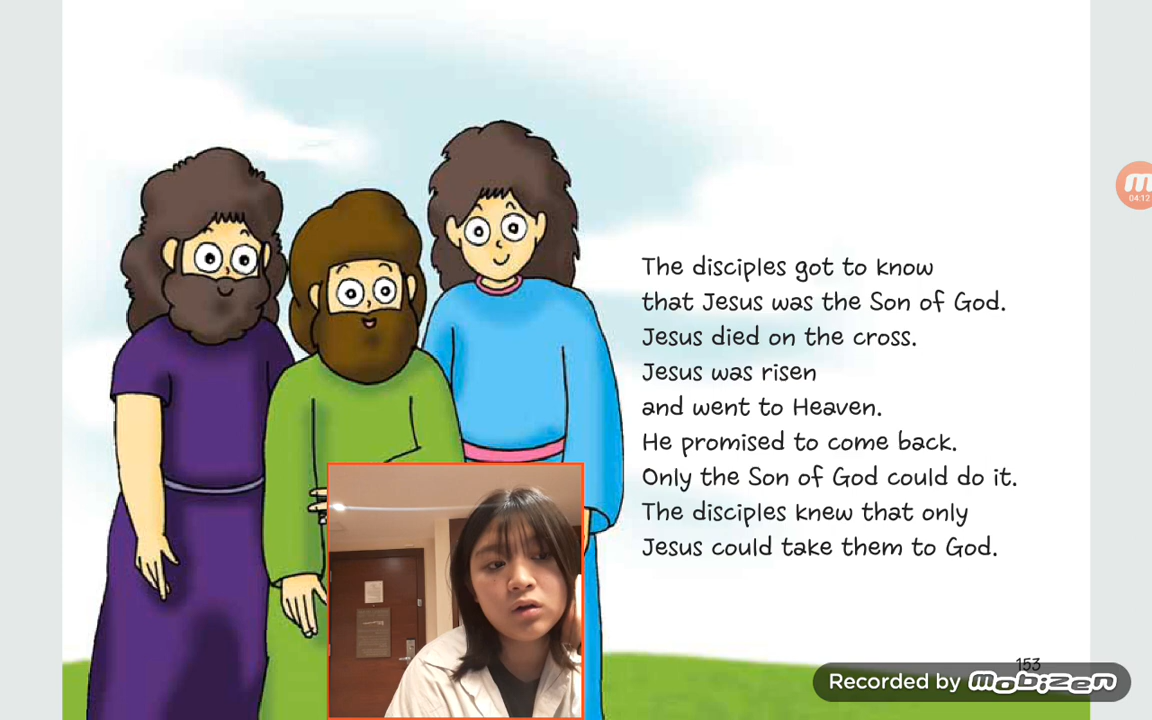 The disciples got to know
that Jesus was the Son of God.
Jesus died on the cross.
Jesus was risen
and went to Heaven.
He promised to come back.
Only the Son of God could do it.
The disciples knew that only
Jesus could take them to God.
153
Recorded by mobizen
04:12